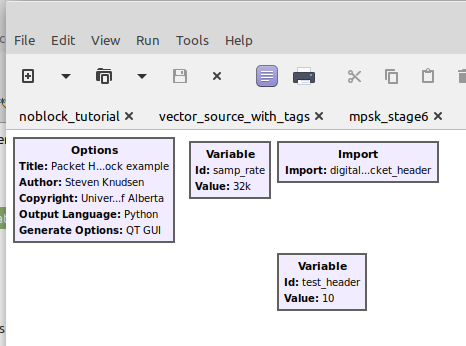 File Edit View Run Tools Help
noblock_tutorial × vector_source_with_tags × mpsk_stage6 ×
Options
Title: Packet H...ock example
Author: Steven Knudsen
Copyright: Univer...f Alberta
Output Language: Python
Generate Options: QT GUI
Variable
Id: samp_rate
Value: 32k
Import
Import: digital...cket_header
Variable
Id: test_header
Value: 10